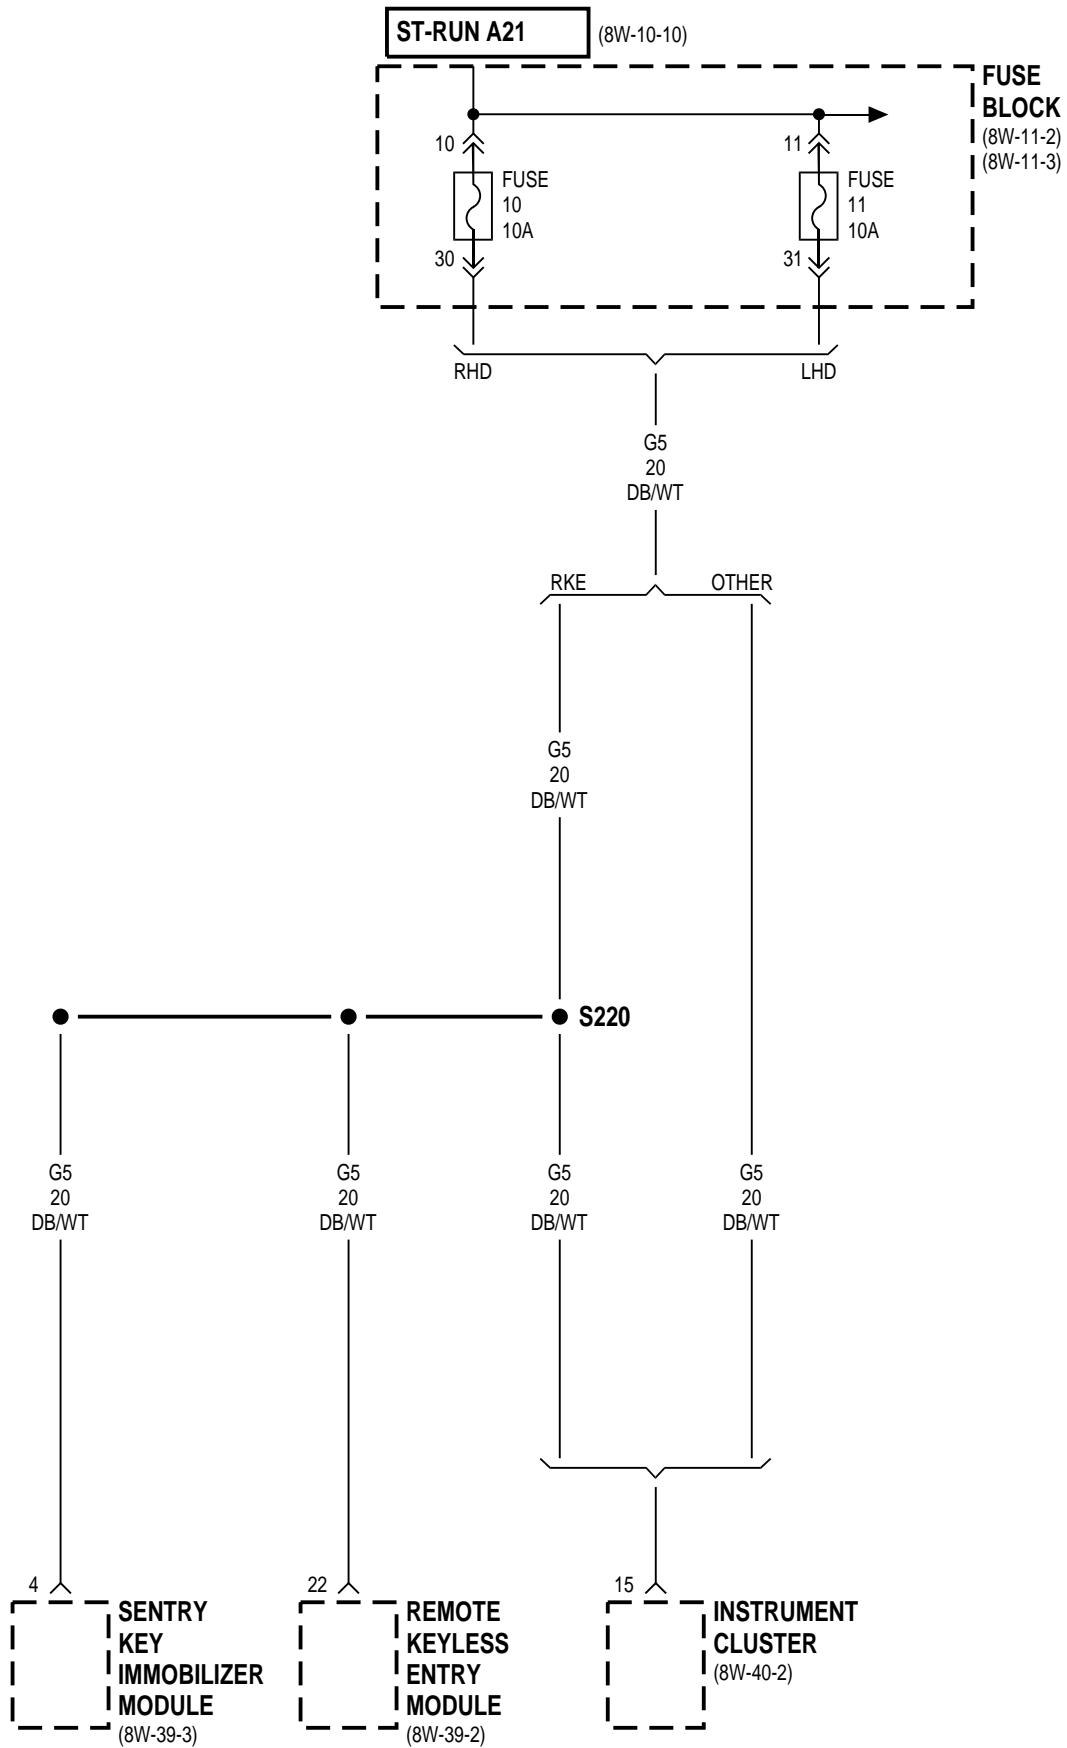 ST-RUN A21 (8W-10-10)
FUSE
BLOCK
(8W-11-2)
(8W-11-3)
10
FUSE
10
10A
30
11
FUSE
11
10A
31
RHD
LHD
G5
20
DB/WT
RKE
OTHER
G5
20
DB/WT
S220
G5
20
DB/WT
G5
20
DB/WT
G5
20
DB/WT
G5
20
DB/WT
4
SENTRY
KEY
IMMOBILIZER
MODULE
(8W-39-3)
22
REMOTE
KEYLESS
ENTRY
MODULE
(8W-39-2)
15
INSTRUMENT
CLUSTER
(8W-40-2)